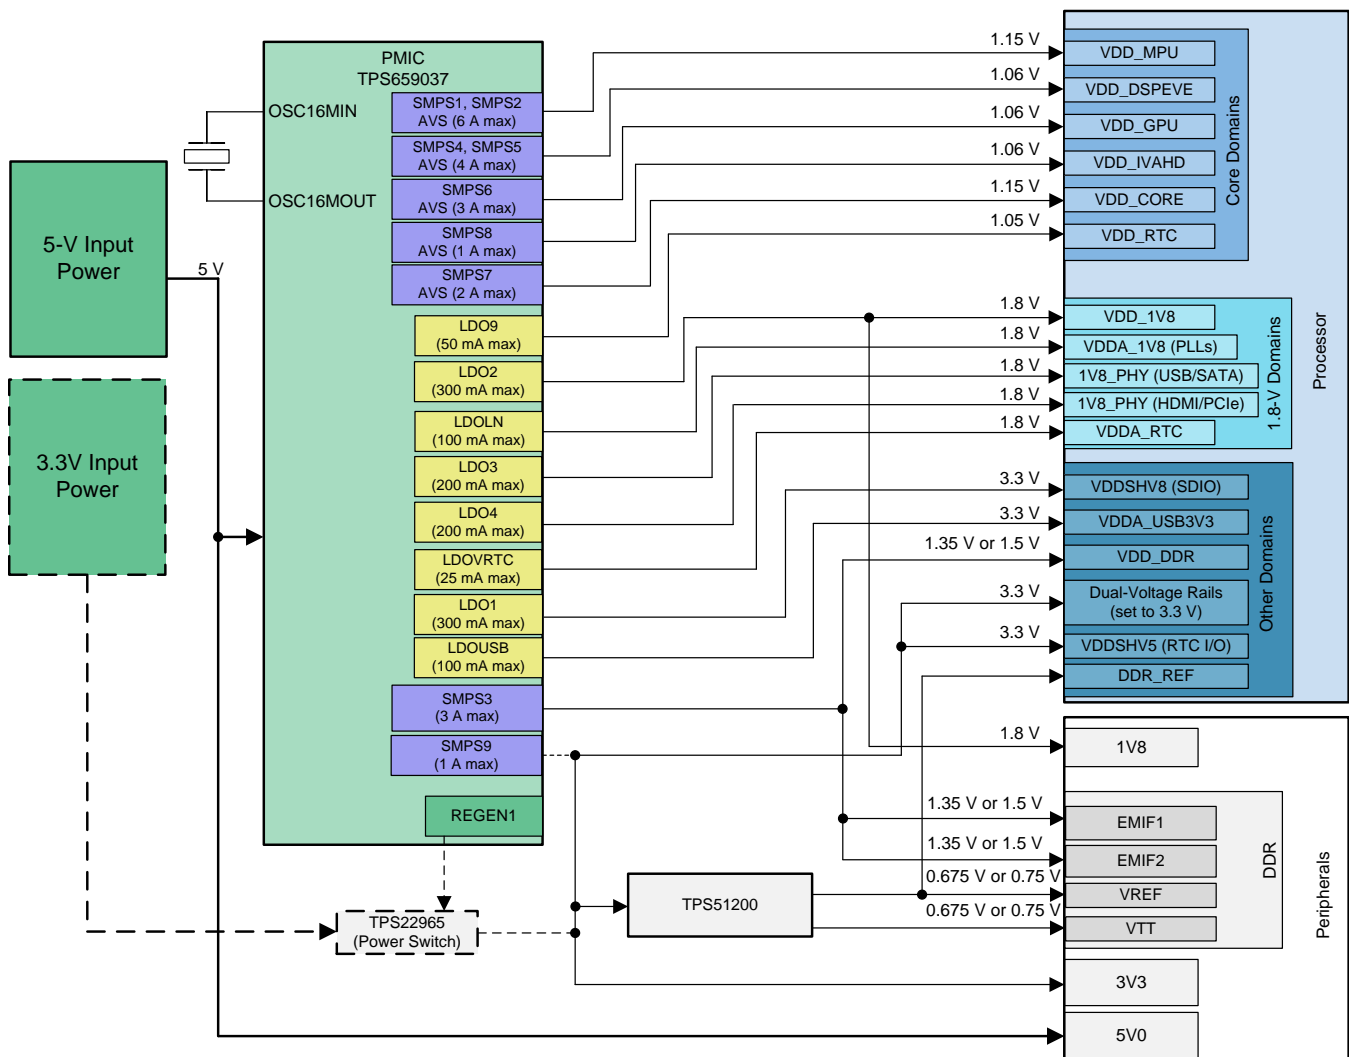 5-V Input
Power
5 V
3.3V Input
Power
PMIC
TPS659037
OSC16MIN
OSC16MOUT
SMPS1, SMPS2
AVS (6 A max)
SMPS4, SMPS5
AVS (4 A max)
SMPS6
AVS (3 A max)
SMPS8
AVS (1 A max)
SMPS7
AVS (2 A max)
LDO9
(50 mA max)
LDO2
(300 mA max)
LDOLN
(100 mA max)
LDO3
(200 mA max)
LDO4
(200 mA max)
LDOVRTC
(25 mA max)
LDO1
(300 mA max)
LDOUSB
(100 mA max)
SMPS3
(3 A max)
SMPS9
(1 A max)
REGEN1
TPS22965
(Power Switch)
TPS51200
1.15 V
VDD_MPU
1.06 V
VDD_DSPEVE
1.06 V
VDD_GPU
1.06 V
VDD_IVAHD
1.15 V
VDD_CORE
1.05 V
VDD_RTC
Core Domains
1.8 V
VDD_1V8
1.8 V
VDDA_1V8 (PLLs)
1.8 V
1V8_PHY (USB/SATA)
1.8 V
1V8_PHY (HDMI/PCIe)
1.8 V
VDDA_RTC
1.8-V Domains
3.3 V
VDDSHV8 (SDIO)
3.3 V
VDDA_USB3V3
1.35 V or 1.5 V
VDD_DDR
3.3 V
Dual-Voltage Rails
(set to 3.3 V)
3.3 V
VDDSHV5 (RTC I/O)
DDR_REF
Other Domains
Processor
1.8 V
1V8
1.35 V or 1.5 V
EMIF1
1.35 V or 1.5 V
EMIF2
0.675 V or 0.75 V
VREF
0.675 V or 0.75 V
VTT
DDR
3V3
5V0
Peripherals